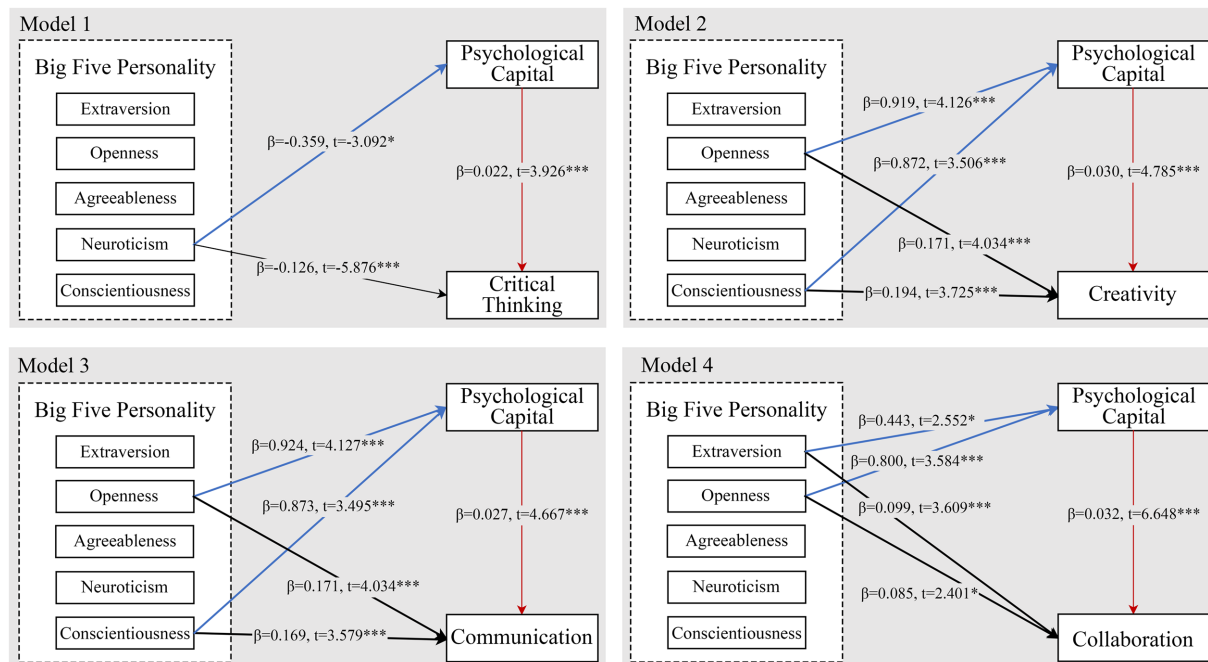 Model 1
Big Five Personality
Extraversion
Openness
Agreeableness
Neuroticism
Conscientiousness
Psychological
Capital
β=-0.359, t=-3.092*
β=0.022, t=3.926***
β=-0.126, t=-5.876***
Critical
Thinking
Model 2
Big Five Personality
Extraversion
Openness
Agreeableness
Neuroticism
Conscientiousness
Psychological
Capital
β=0.919, t=4.126***
β=0.872, t=3.506***
β=0.030, t=4.785***
β=0.171, t=4.034***
β=0.194, t=3.725***
Creativity
Model 3
Big Five Personality
Extraversion
Openness
Agreeableness
Neuroticism
Conscientiousness
Psychological
Capital
β=0.924, t=4.127***
β=0.873, t=3.495***
β=0.027, t=4.667***
β=0.171, t=4.034***
β=0.169, t=3.579***
Communication
Model 4
Big Five Personality
Extraversion
Openness
Agreeableness
Neuroticism
Conscientiousness
Psychological
Capital
β=0.443, t=2.552*
β=0.800, t=3.584***
β=0.099, t=3.609***
β=0.032, t=6.648***
β=0.085, t=2.401*
Collaboration